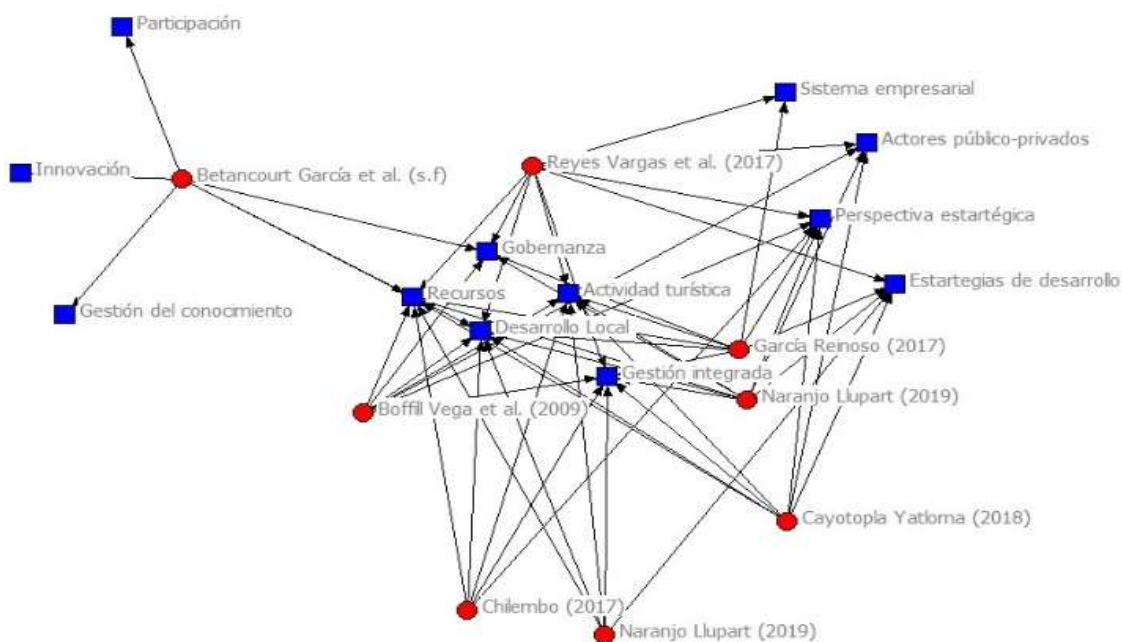 Participación
Sistema empresarial
Actores público-privados
Innovación
Betancourt García et al. (s.f)
Reyes Vargas et al. (2017)
Perspectiva estartégica
Gobernanza
Estartegias de desarrollo
Recursos
Actividad turística
Gestión del conocimiento
Desarrollo Local
García Reinoso (2017)
Gestión integrada
Naranjo Llupart (2019)
Boffill Vega et al. (2009)
Cayotopla Yatloma (2018)
Chilembo (2017)
Naranjo Llupart (2019)